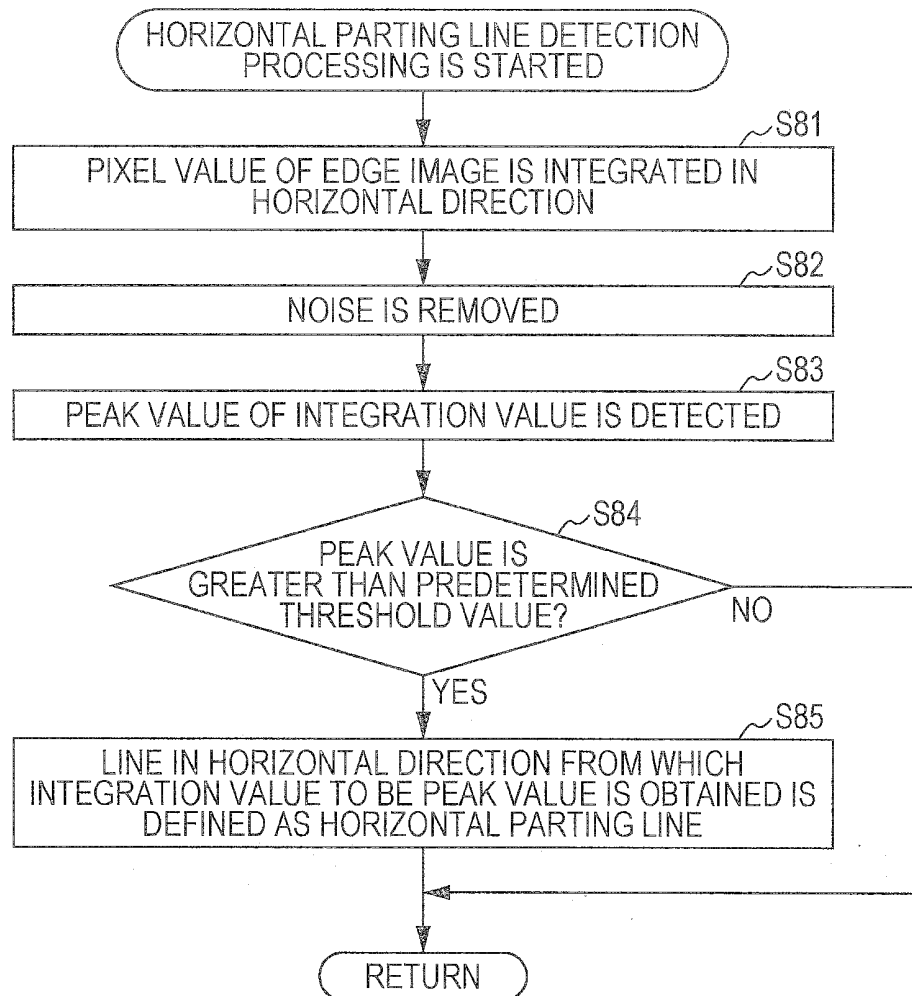 HORIZONTAL PARTING LINE DETECTION
PROCESSING IS STARTED
S81
PIXEL VALUE OF EDGE IMAGE IS INTEGRATED IN
HORIZONTAL DIRECTION
S82
NOISE IS REMOVED
S83
PEAK VALUE OF INTEGRATION VALUE IS DETECTED
S84
PEAK VALUE IS
GREATER THAN PREDETERMINED
THRESHOLD VALUE?
NO
YES
S85
LINE IN HORIZONTAL DIRECTION FROM WHICH
INTEGRATION VALUE TO BE PEAK VALUE IS OBTAINED IS
DEFINED AS HORIZONTAL PARTING LINE
RETURN